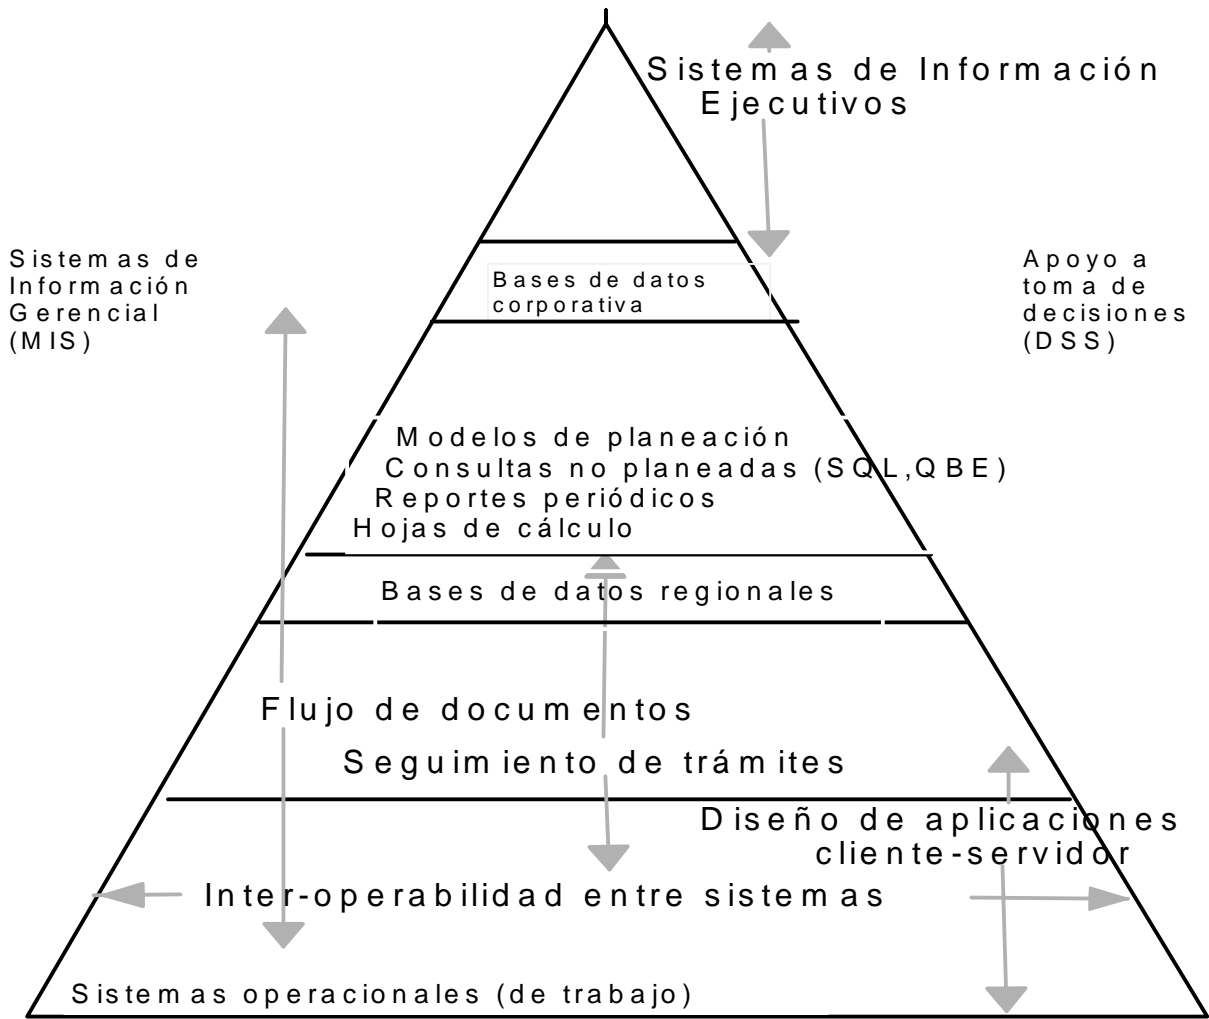 Sistemas de Información
Ejecutivos
Sistemas de
Información
Gerencial
(MIS)
Apoyo a
toma de
decisiones
(DSS)
Bases de datos
corporativa
Modelos de planeación
Consultas no planeadas (SQL,QBE)
Reportes periódicos
Hojas de cálculo
Bases de datos regionales
Flujo de documentos
Seguimiento de trámites
Diseño de aplicaciones
cliente-servidor
Inter-operabilidad entre sistemas
Sistemas operacionales (de trabajo)